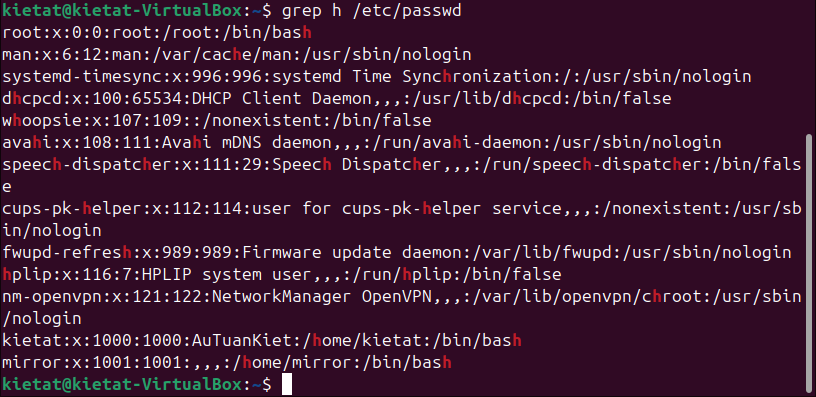 kietat@kietat-VirtualBox:~$ grep h /etc/passwd
root:x:0:0:root:/root:/bin/bash
man:x:6:12:man:/var/cache/man:/usr/sbin/nologin
systemd-timesync:x:996:996:systemd Time Synchronization:/:/usr/sbin/nologin
dhcpcd:x:100:65534:DHCP Client Daemon,,,:/usr/lib/dhcpcd:/bin/false
whoopsie:x:107:109::/nonexistent:/bin/false
avahi:x:108:111:Avahi mDNS daemon,,,:/run/avahi-daemon:/usr/sbin/nologin
speech-dispatcher:x:111:29:Speech Dispatcher,,,:/run/speech-dispatcher:/bin/fals
e
cups-pk-helper:x:112:114:user for cups-pk-helper service,,,:/nonexistent:/usr/sb
in/nologin
fwupd-refresh:x:989:989:Firmware update daemon:/var/lib/fwupd:/usr/sbin/nologin
hplip:x:116:7:HPLIP system user,,,:/run/hplip:/bin/false
nm-openvpn:x:121:122:NetworkManager OpenVPN,,,:/var/lib/openvpn/chroot:/usr/sbin
/nologin
kietat:x:1000:1000:AuTuanKiet:/home/kietat:/bin/bash
mirror:x:1001:1001:,,,:/home/mirror:/bin/bash
kietat@kietat-VirtualBox:~$